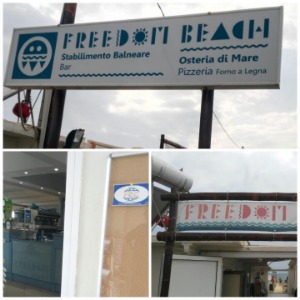 FREEDOM BEACH
Stabilimento Balneare
Bar
Osteria di Mare
Pizzeria Forno a Legna
FREEDOM